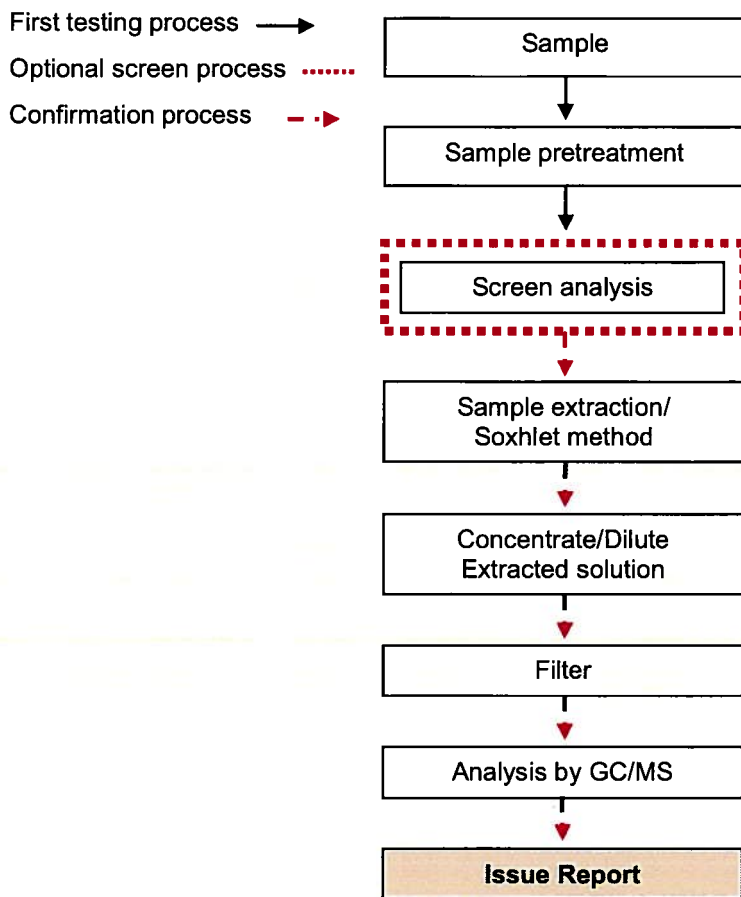 First testing process
Optional screen process
Confirmation process
Sample
Sample pretreatment
Screen analysis
Sample extraction/
Soxhlet method
Concentrate/Dilute
Extracted solution
Filter
Analysis by GC/MS
Issue Report